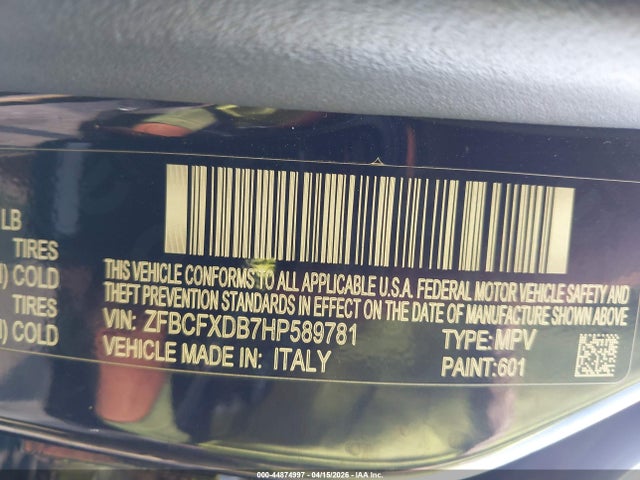 LB
TIRES
) COLD
TIRES
) COLD
THIS VEHICLE CONFORMS TO ALL APPLICABLE U.S.A. FEDERAL MOTOR VEHICLE SAFETY AND
THEFT PREVENTION STANDARDS IN EFFECT ON THE DATE OF MANUFACTURE SHOWN ABOVE
VIN: ZFBCFXDB7HP589781 TYPE: MPV
VEHICLE MADE IN: ITALY PAINT:601
000-44874997 - 04/15/2026 - IAA Inc.